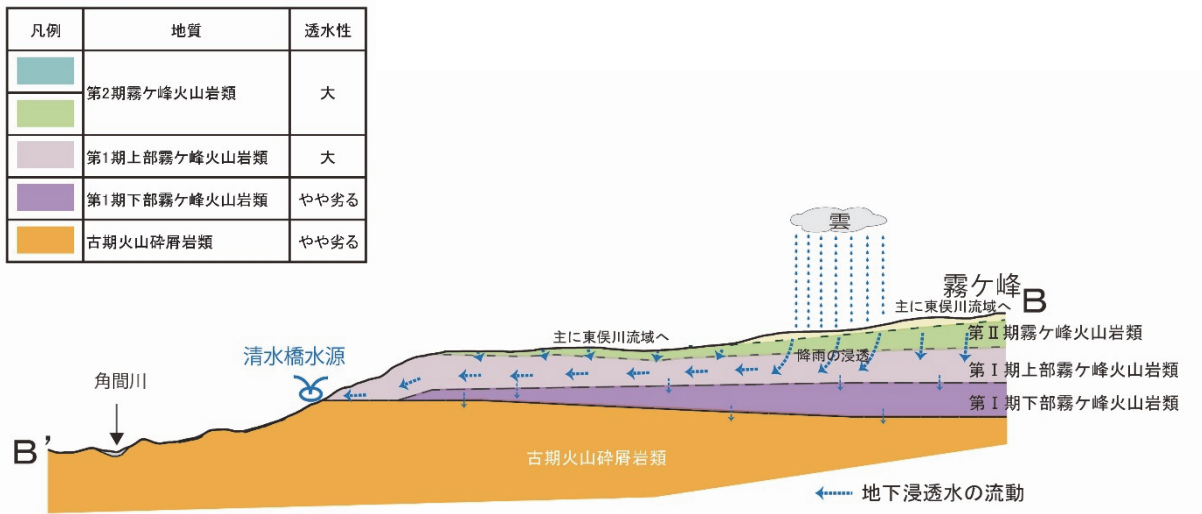 凡例 地質 透水性
第2期霧ケ峰火山岩類 大
第1期上部霧ケ峰火山岩類 大
第1期下部霧ケ峰火山岩類 やや劣る
古期火山砕屑岩類 やや劣る
雲
霧ケ峰
B
主に東俣川流域へ
主に東俣川流域へ
第Ⅱ期霧ケ峰火山岩類
降雨の浸透
清水橋水源
第Ⅰ期上部霧ケ峰火山岩類
角間川
第Ⅰ期下部霧ケ峰火山岩類
B’
古期火山砕屑岩類
地下浸透水の流動